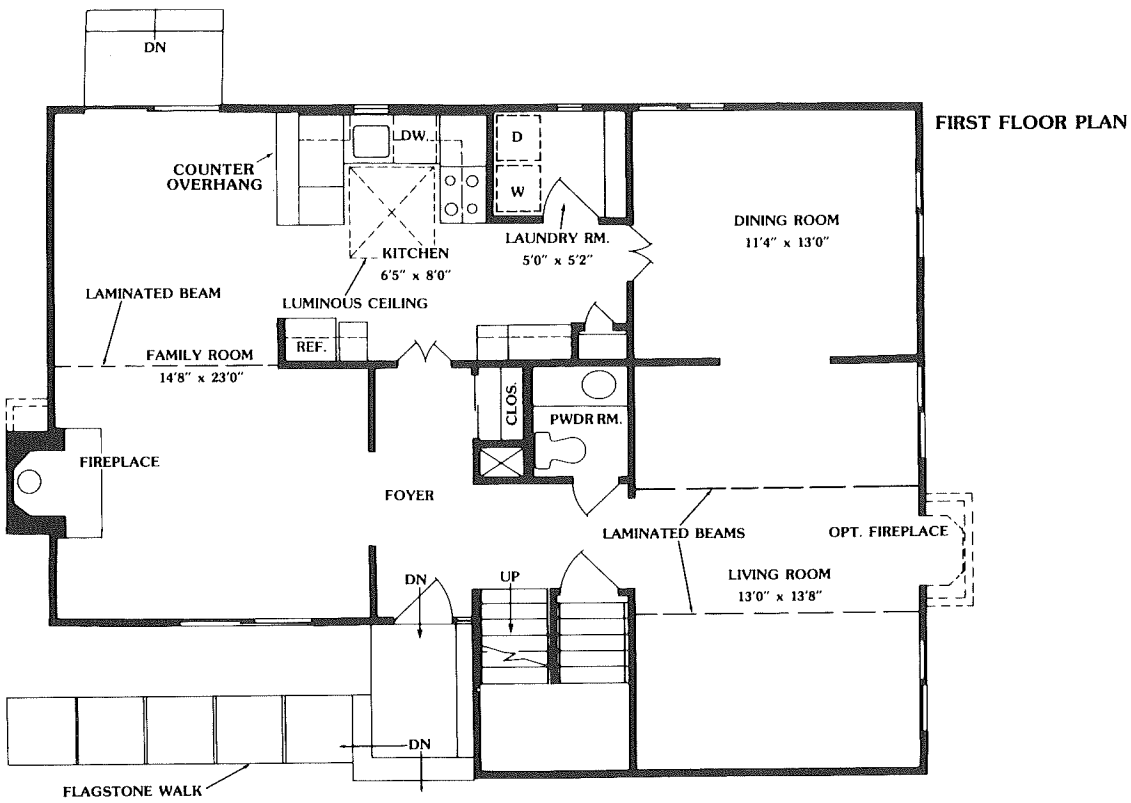 DN
FIRST FLOOR PLAN
COUNTER
OVERHANG
DW
D
W
DINING ROOM
11'4" x 13'0"
LAUNDRY RM.
5'0" x 5'2"
KITCHEN
6'5" x 8'0"
LUMINOUS CEILING
LAMINATED BEAM
REF.
FAMILY ROOM
14'8" x 23'0"
CLOS.
PWDR RM.
FIREPLACE
FOYER
LAMINATED BEAMS
OPT. FIREPLACE
LIVING ROOM
13'0" x 13'8"
DN
UP
DN
FLAGSTONE WALK